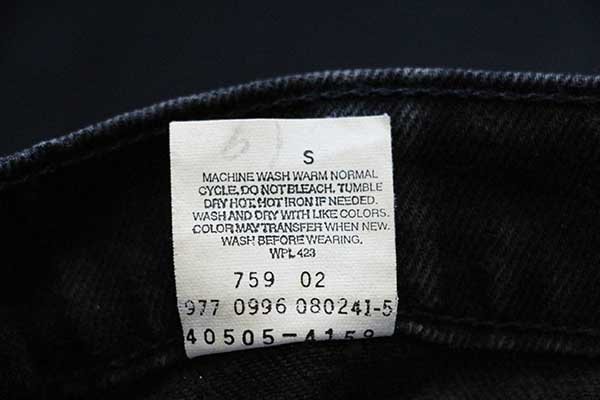 S
MACHINE WASH WARM NORMAL
CYCLE. DO NOT BLEACH. TUMBLE
DRY HOT. HOT IRON IF NEEDED.
WASH AND DRY WITH LIKE COLORS.
COLOR MAY TRANSFER WHEN NEW.
WASH BEFORE WEARING.
WPL 423
759 02
977 0996 080241-5
40505-4159